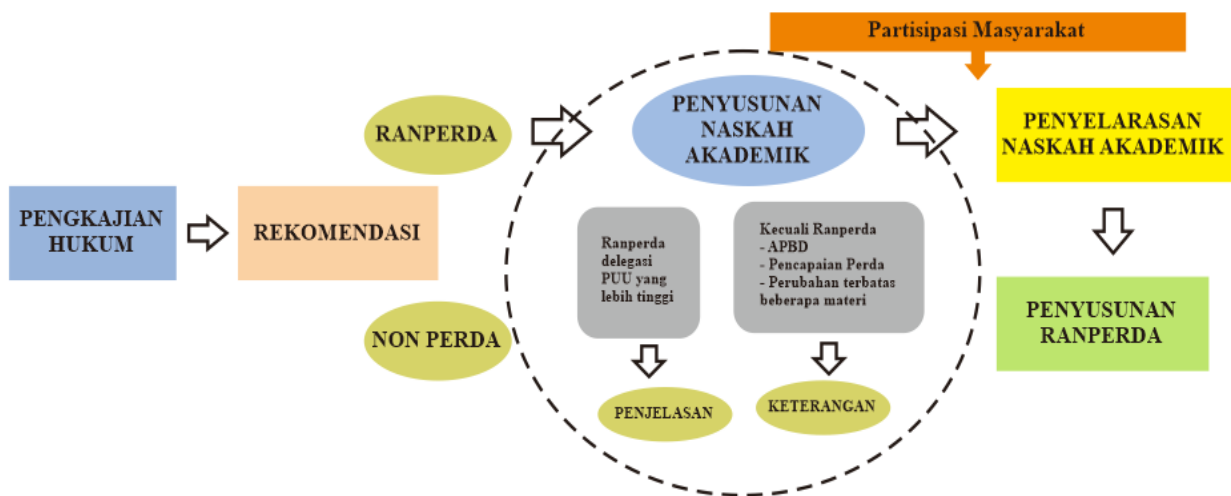 Partisipasi Masyarakat
PENGKAJIAN
HUKUM
REKOMENDASI
RANPERDA
NON PERDA
PENYUSUNAN
NASKAH
AKADEMIK
Ranperda
delegasi
PUU yang
lebih tinggi
Kecuali Ranperda
- APBD
- Pencapaian Perda
- Perubahan terbatas
beberapa materi
PENJELASAN
KETERANGAN
PENYELARASAN
NASKAH AKADEMIK
PENYUSUNAN
RANPERDA